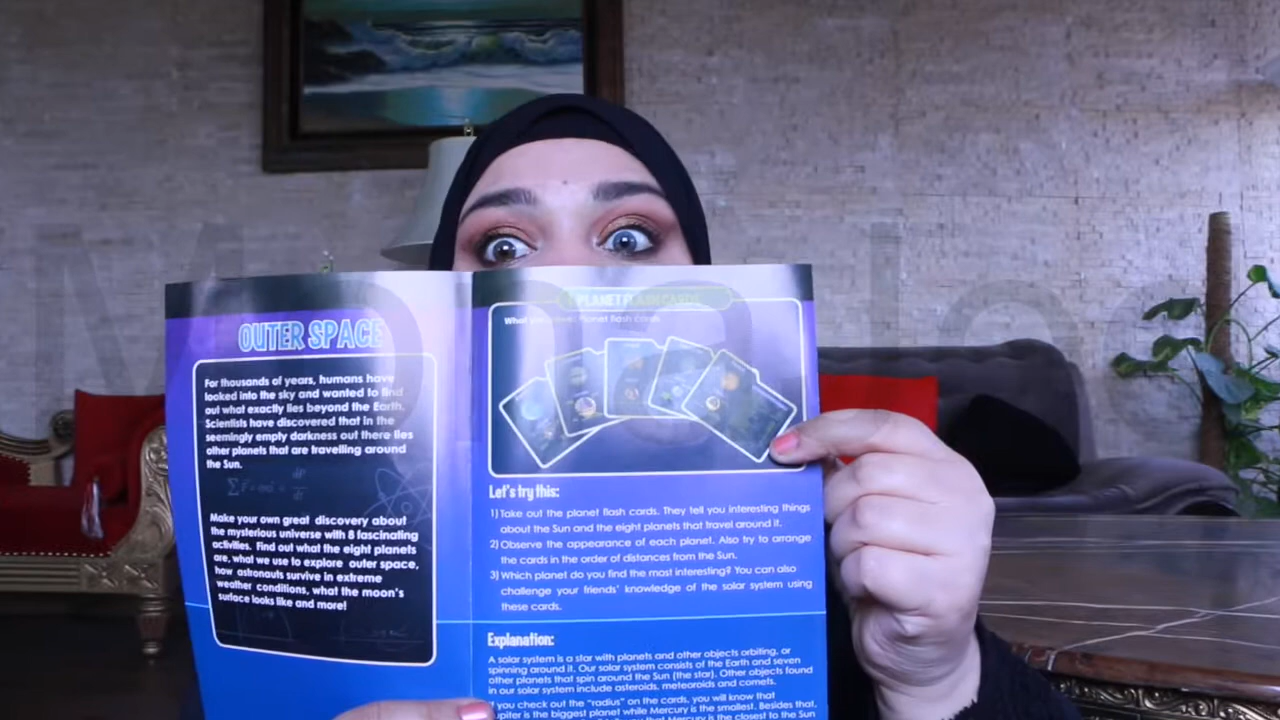 OUTER SPACE
For thousands of years, humans have
looked into the sky and wanted to find
out what exactly lies beyond the Earth.
Scientists have discovered that in the
seemingly empty darkness out there lies
other planets that are travelling around
the Sun.
Make your own great discovery about
the mysterious universe with 8 fascinating
activities. Find out what the eight planets
are, what we use to explore outer space,
how astronauts survive in extreme
weather conditions, what the moon's
surface looks like and more!
PLANET FLASH CARDS
What Planet flash cards
Let's try this:
1) Take out the planet flash cards. They tell you interesting things
about the Sun and the eight planets that travel around it.
2) Observe the appearance of each planet. Also try to arrange
the cards in the order of distances from the Sun.
3) Which planet do you find the most interesting? You can also
challenge your friends' knowledge of the solar system using
these cards.
Explanation:
A solar system is a star with planets and other objects orbiting, or
spinning around it. Our solar system consists of the Earth and seven
other planets that spin around the Sun (the star). Other objects found
in our solar system include asteroids, meteoroids and comets.
you check out the "radius" on the cards, you will know that
Jupiter is the biggest planet while Mercury is the smallest. Besides that,
that Mercury is the closest to the Sun